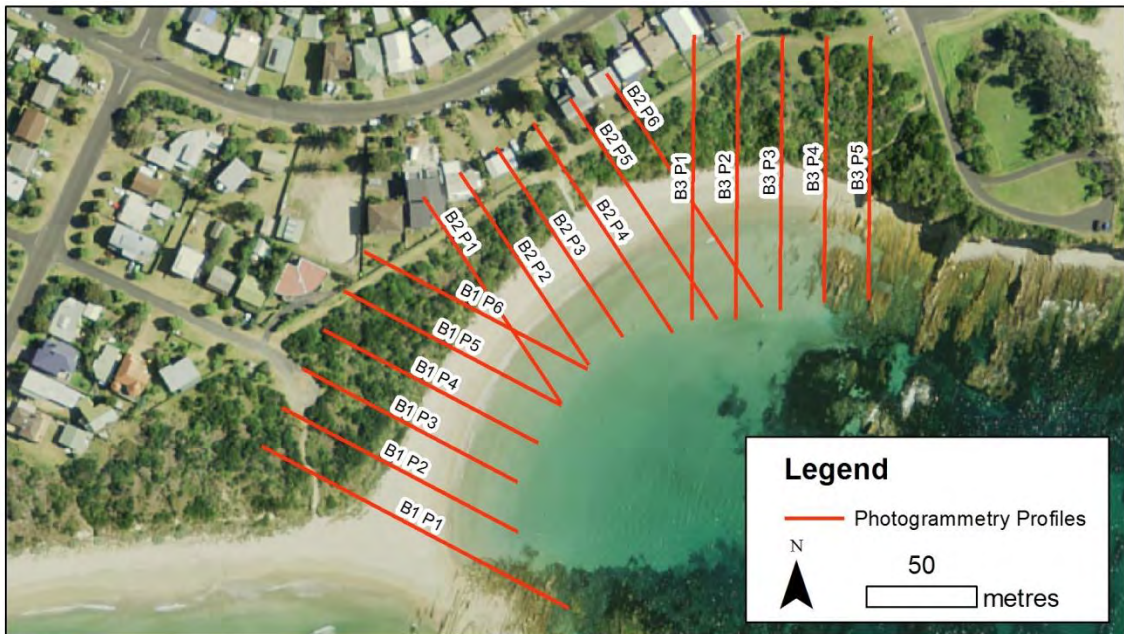 B2 P6
B2 P5
B2 P4
B2 P3
B2 P2
B2 P1
B3 P1
B3 P2
B3 P3
B3 P4
B3 P5
B1 P6
B1 P5
B1 P4
B1 P3
B1 P2
B1 P1
Legend
Photogrammetry Profiles
N
50
metres